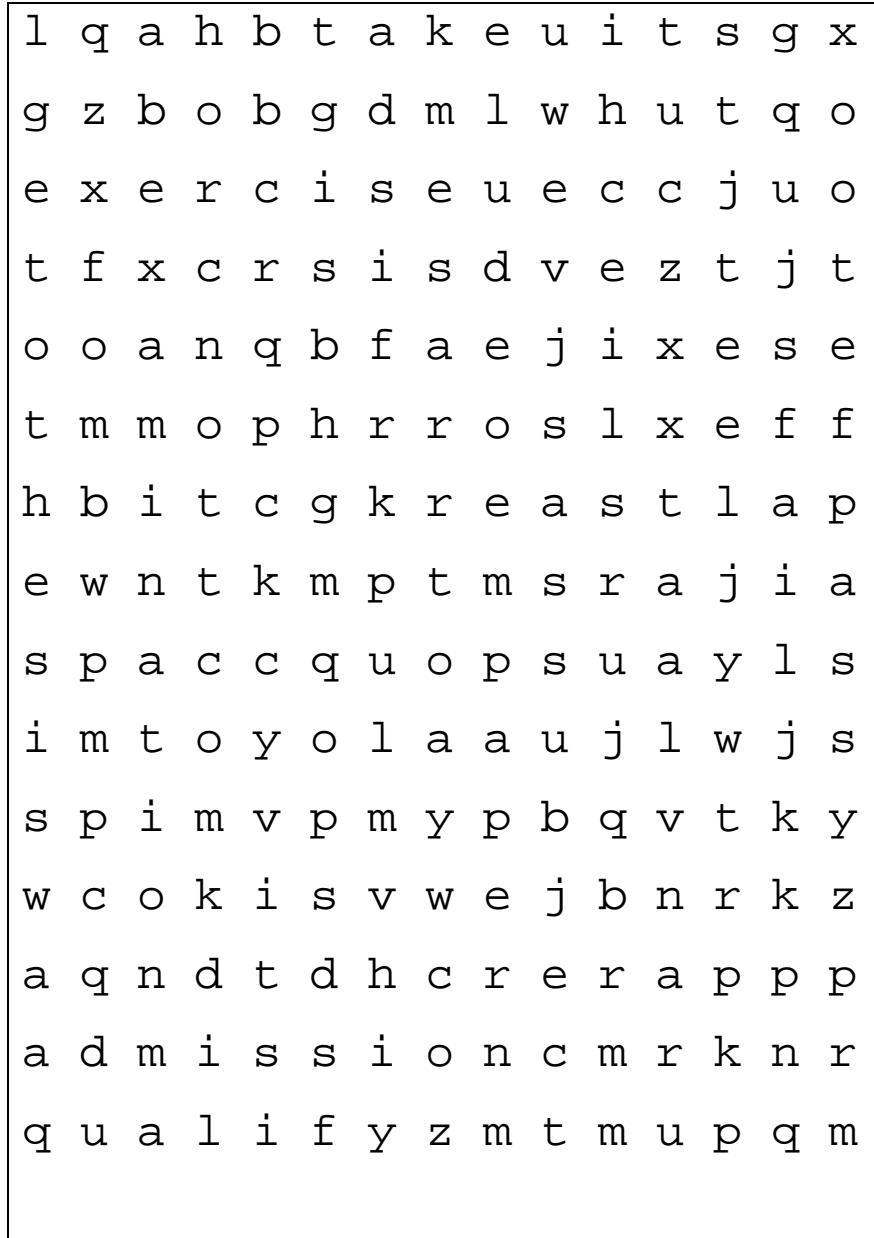 l q a h b t a k e u i t s g x
g z b o b g d m l w h u t q o
e x e r c i s e u e c c j u o
t f x c r s i s d v e z t j t
o o a n q b f a e j i x e s e
t m m o p h r r o s l x e f f
h b i t c g k r e a s t l a p
e w n t k m p t m s r a j i a
s p a c c q u o p s u a y l s
i m t o y o l a a u j l w j s
s p i m v p m y p b q v t k y
w c o k i s v w e j b n r k z
a q n d t d h c r e r a p p p
a d m i s s i o n c m r k n r
q u a l i f y z m t m u p q m